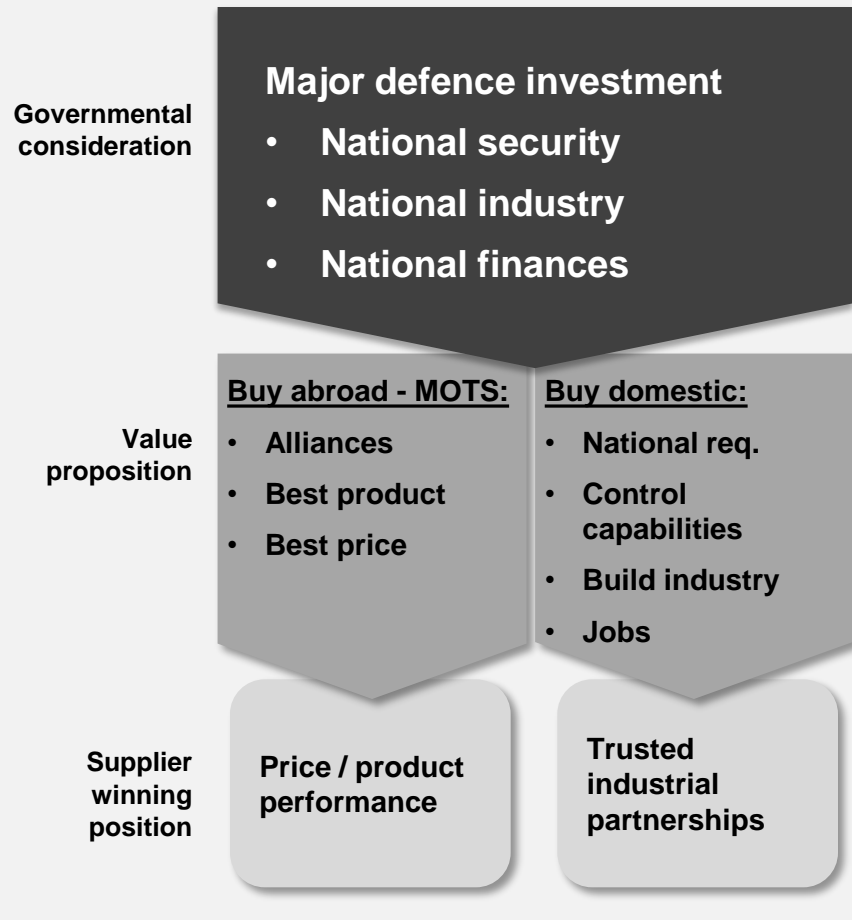 Governmental
consideration
Major defence investment
• National security
• National industry
• National finances
Value
proposition
Buy abroad - MOTS:
• Alliances
• Best product
• Best price
Buy domestic:
• National req.
• Control
capabilities
• Build industry
• Jobs
Supplier
winning
position
Price / product
performance
Trusted
industrial
partnerships